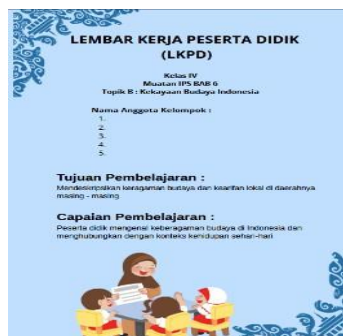 LEMBAR KERJA PESERTA DIDIK
(LKPD)
Kelas IV
Muatan IPS BAB 6
Topik B : Kekayaan Budaya Indonesia
Nama Anggota Kelompok :
1.
2.
3.
4.
5.
Tujuan Pembelajaran :
Mendeskripsikan keragaman budaya dan kearifan lokal di daerahnya
masing - masing
Capaian Pembelajaran :
Peserta didik mengenal keberagaman budaya di Indonesia dan
menghubungkan dengan konteks kehidupan sehari-hari